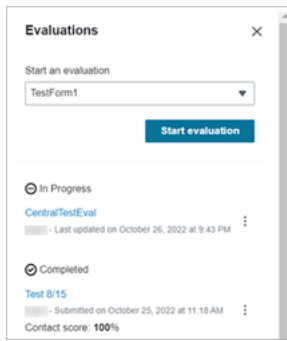 Evaluations
Start an evaluation
TestForm1
Start evaluation
In Progress
CentralTestEval
- Last updated on October 26, 2022 at 9:43 PM
Completed
Test 8/15
- Submitted on October 25, 2022 at 11:18 AM
Contact score: 100%